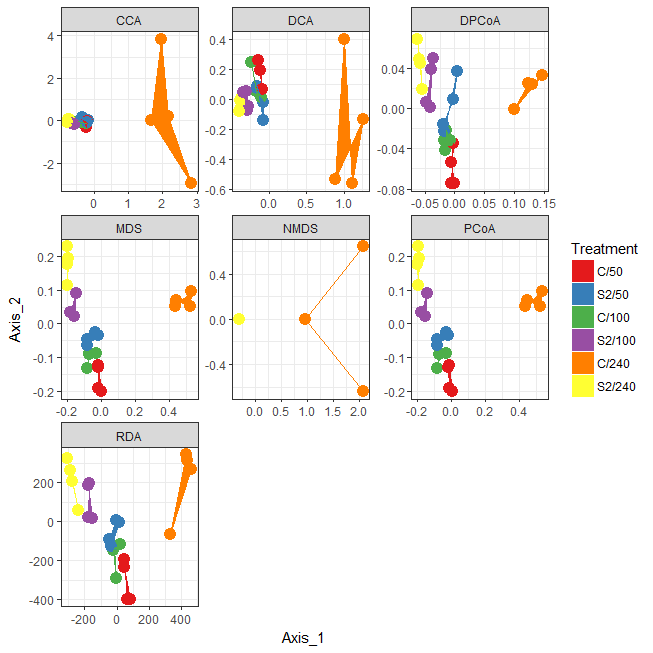 CCA
DCA
DPCoA
4
2
0
-2
0 1 2 3
0.4
0.2
0.0
-0.2
-0.4
-0.6
0.0 0.5 1.0
0.04
0.00
-0.04
-0.08
-0.05 0.00 0.05 0.10 0.15
MDS
NMDS
PCoA
0.2
0.1
0.0
-0.1
-0.2
-0.2 0.0 0.2 0.4
0.4
0.0
-0.4
0.0 0.5 1.0 1.5 2.0
0.2
0.1
0.0
-0.1
-0.2
-0.2 0.0 0.2 0.4
RDA
200
0
-200
-400
-200 0 200 400
Axis_1
Axis_2
Treatment
C/50
S2/50
C/100
S2/100
C/240
S2/240